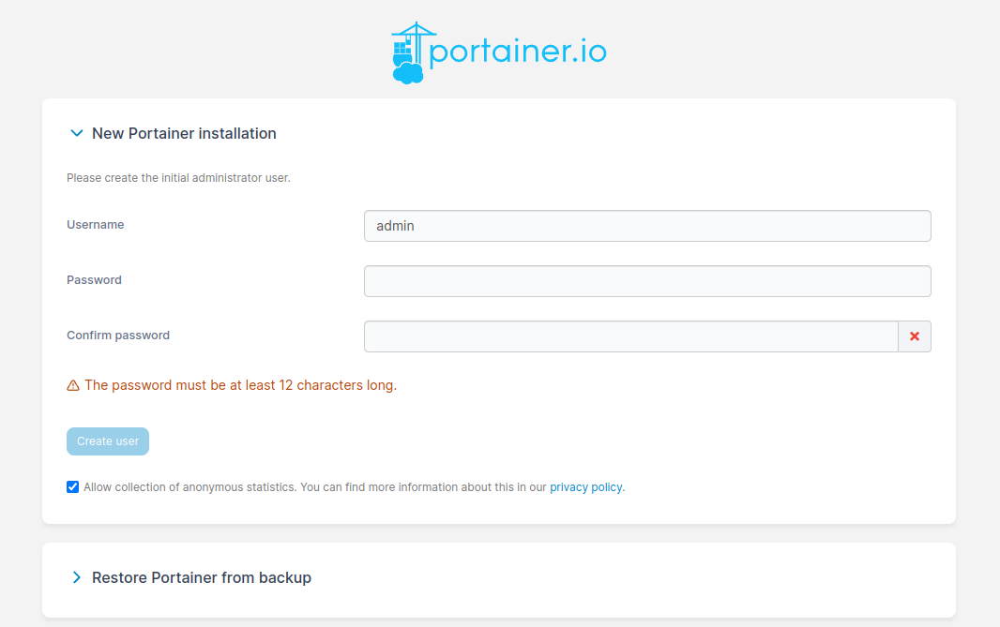 portainer.io
New Portainer installation
Please create the initial administrator user.
Username
admin
Password
Confirm password
The password must be at least 12 characters long.
Create user
Allow collection of anonymous statistics. You can find more information about this in our privacy policy.
Restore Portainer from backup